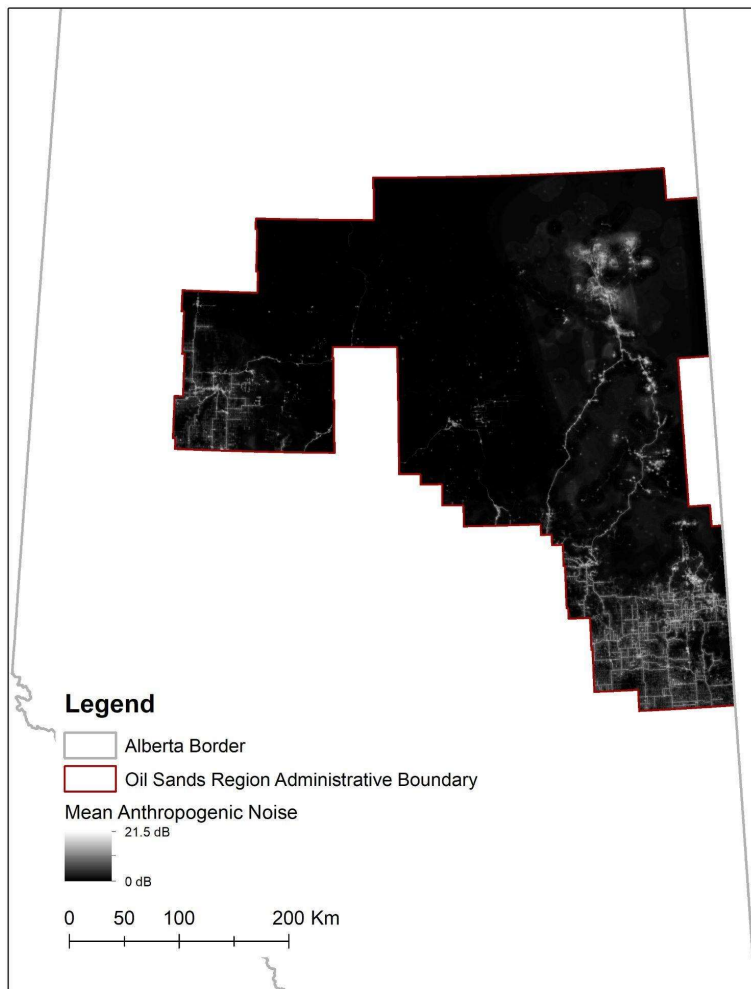 Legend
Alberta Border
Oil Sands Region Administrative Boundary
Mean Anthropogenic Noise
21.5 dB
0 dB
0 50 100 200 Km